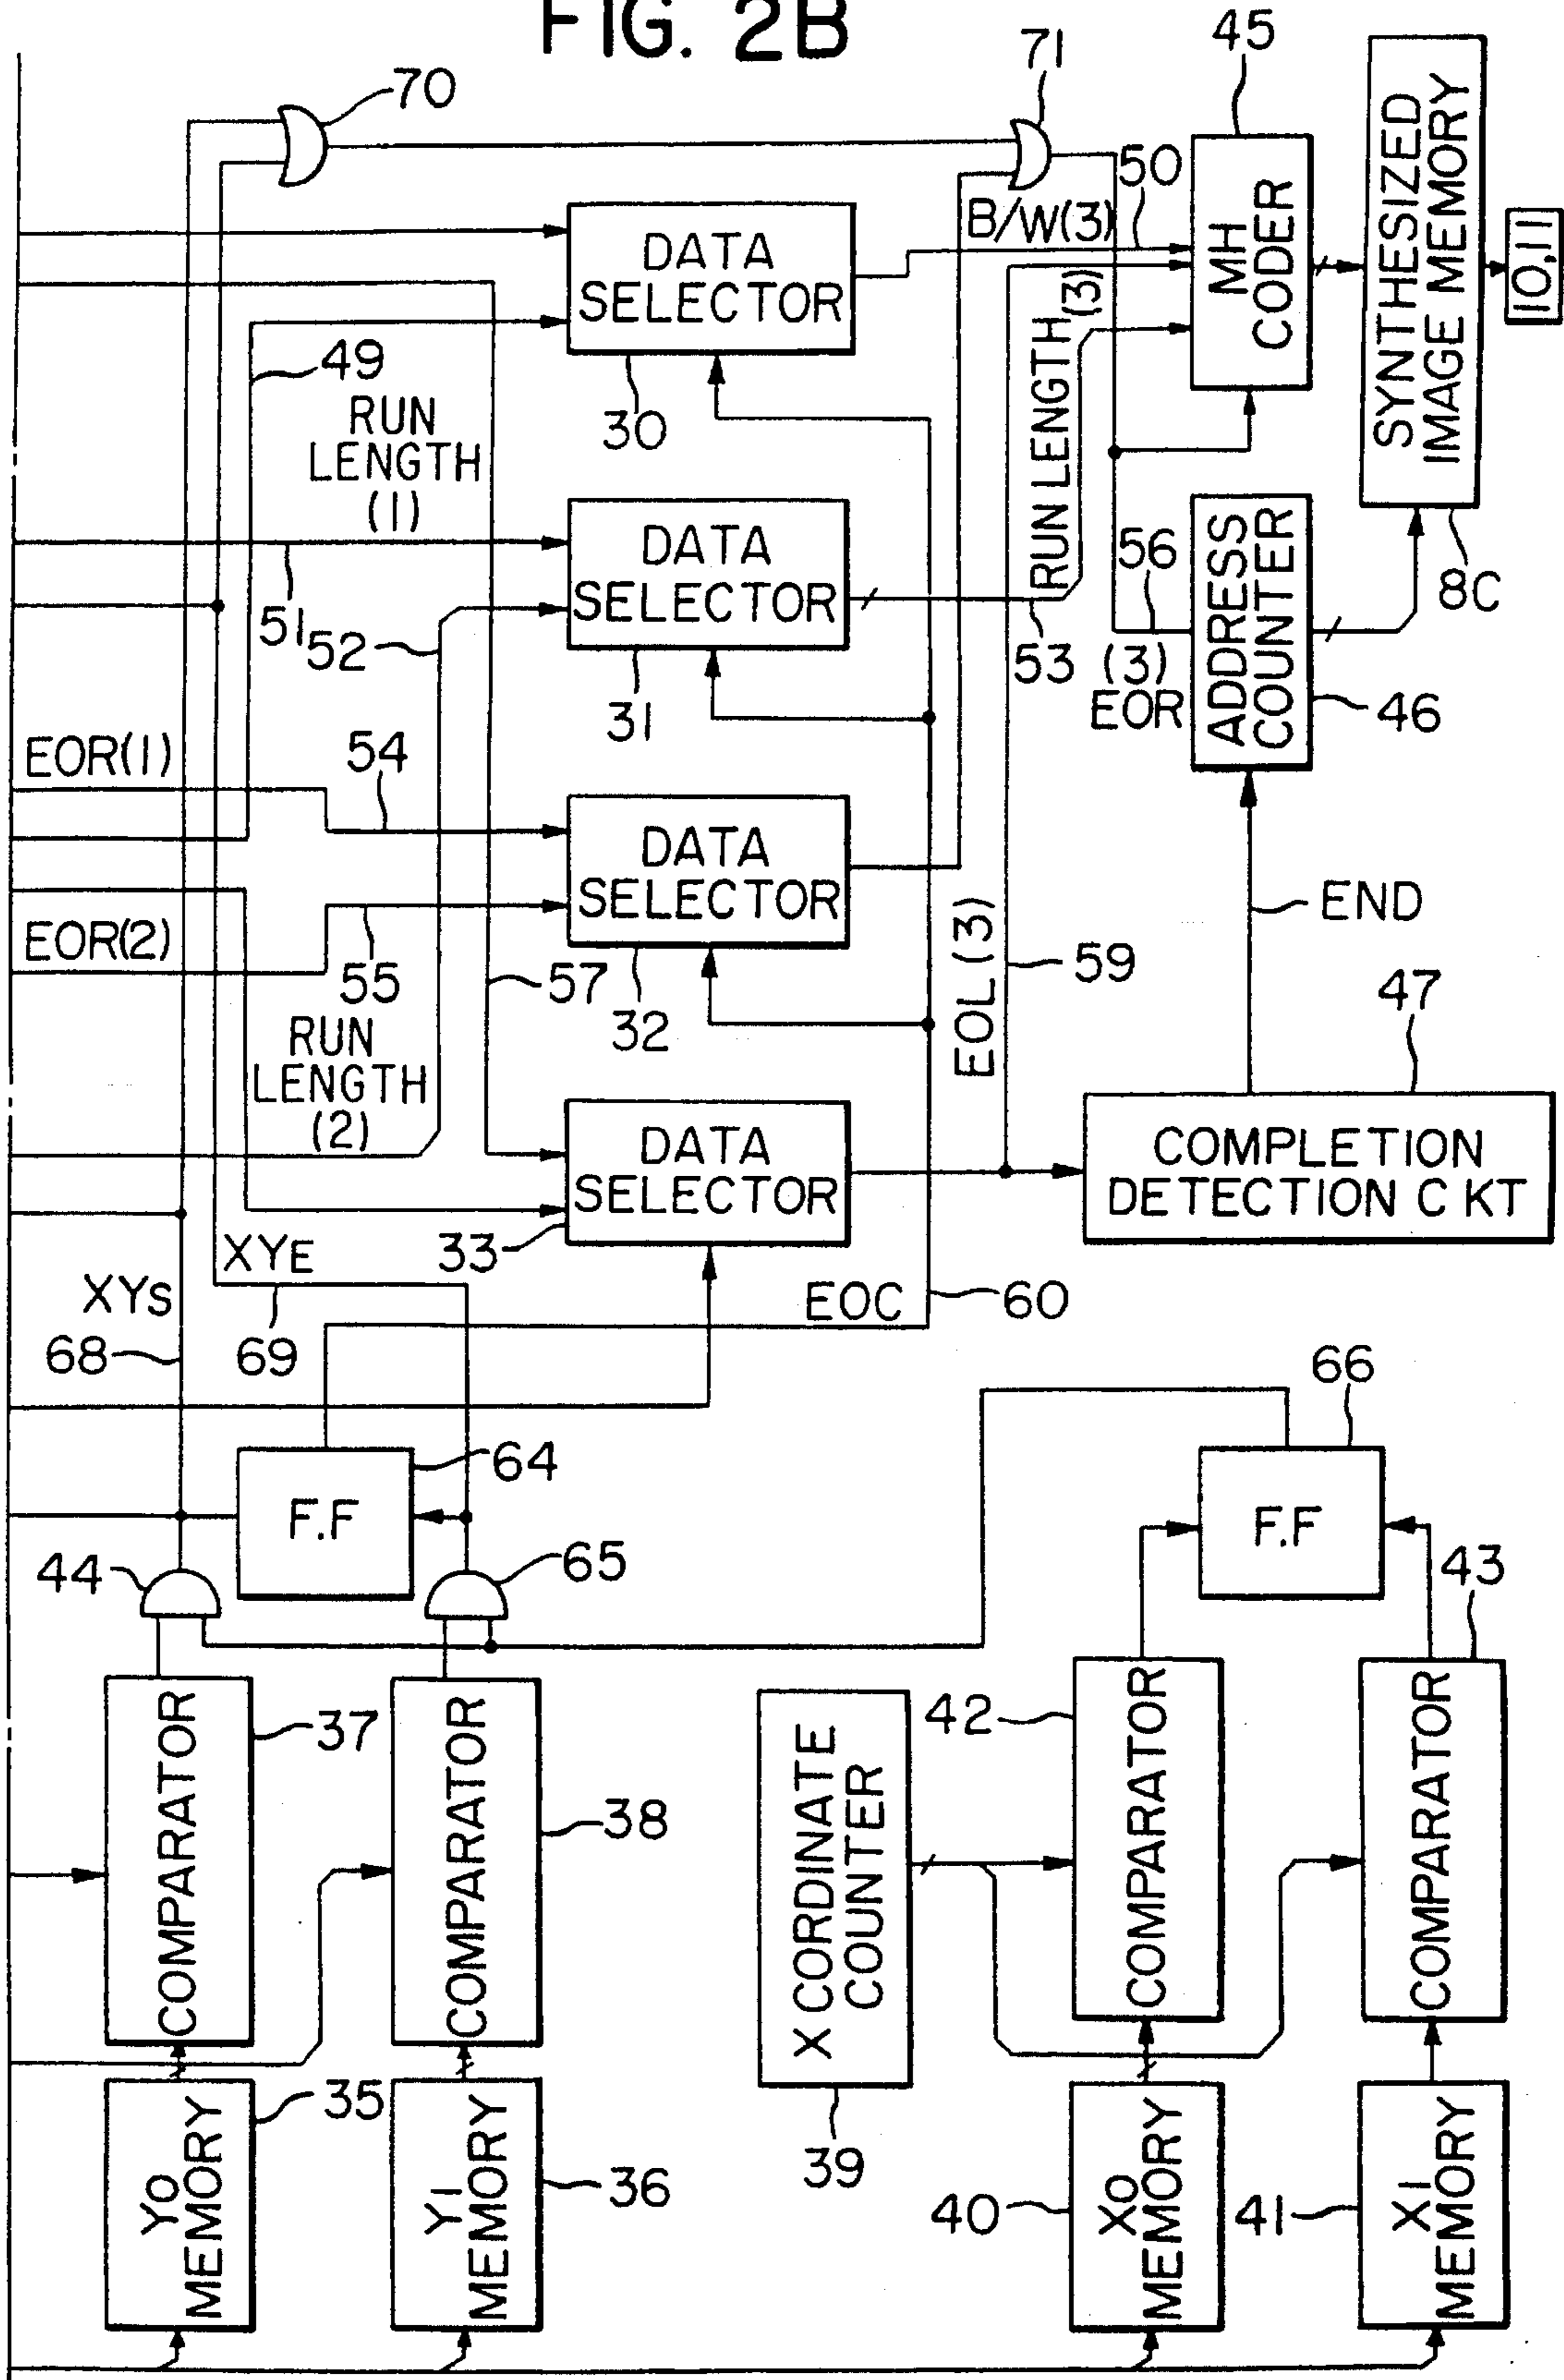 FIG. 2B
70
71
45
50
B/W(3)
MH
CODER
SYNTHESIZED
IMAGE MEMORY
10,11
DATA
SELECTOR
30
49
RUN
LENGTH
(1)
RUN LENGTH(3)
51
52
DATA
SELECTOR
31
53
56
(3)
EOR
ADDRESS
COUNTER
46
8C
EOR(1)
54
DATA
SELECTOR
32
EOR(2)
55
57
EOL(3)
59
END
47
RUN
LENGTH
(2)
DATA
SELECTOR
33
COMPLETION
DETECTION CKT
XYS
XYE
68
69
EOC
60
66
64
F.F
F.F
44
65
43
COMPARATOR
37
COMPARATOR
38
X CORDINATE
COUNTER
39
42
COMPARATOR
COMPARATOR
Y0
MEMORY
35
Y1
MEMORY
36
40
X0
MEMORY
41
X1
MEMORY